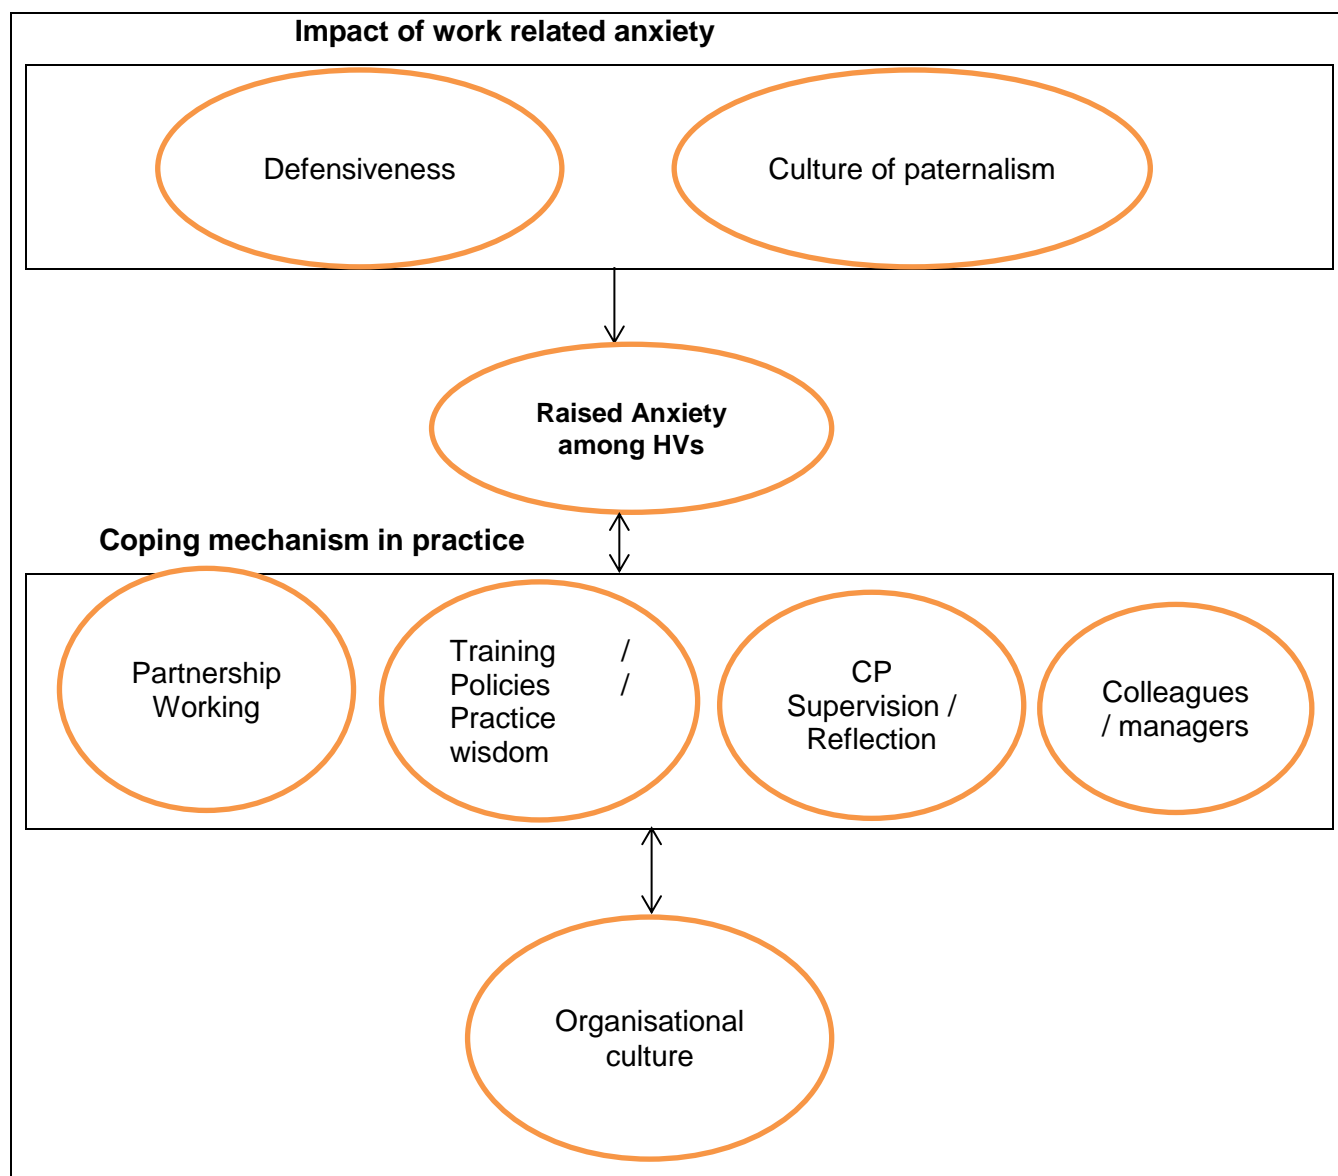 Impact of work related anxiety
Defensiveness
Culture of paternalism
Raised Anxiety
among HVs
Coping mechanism in practice
Partnership
Working
Training /
Policies /
Practice
wisdom
CP
Supervision /
Reflection
Colleagues
/ managers
Organisational
culture